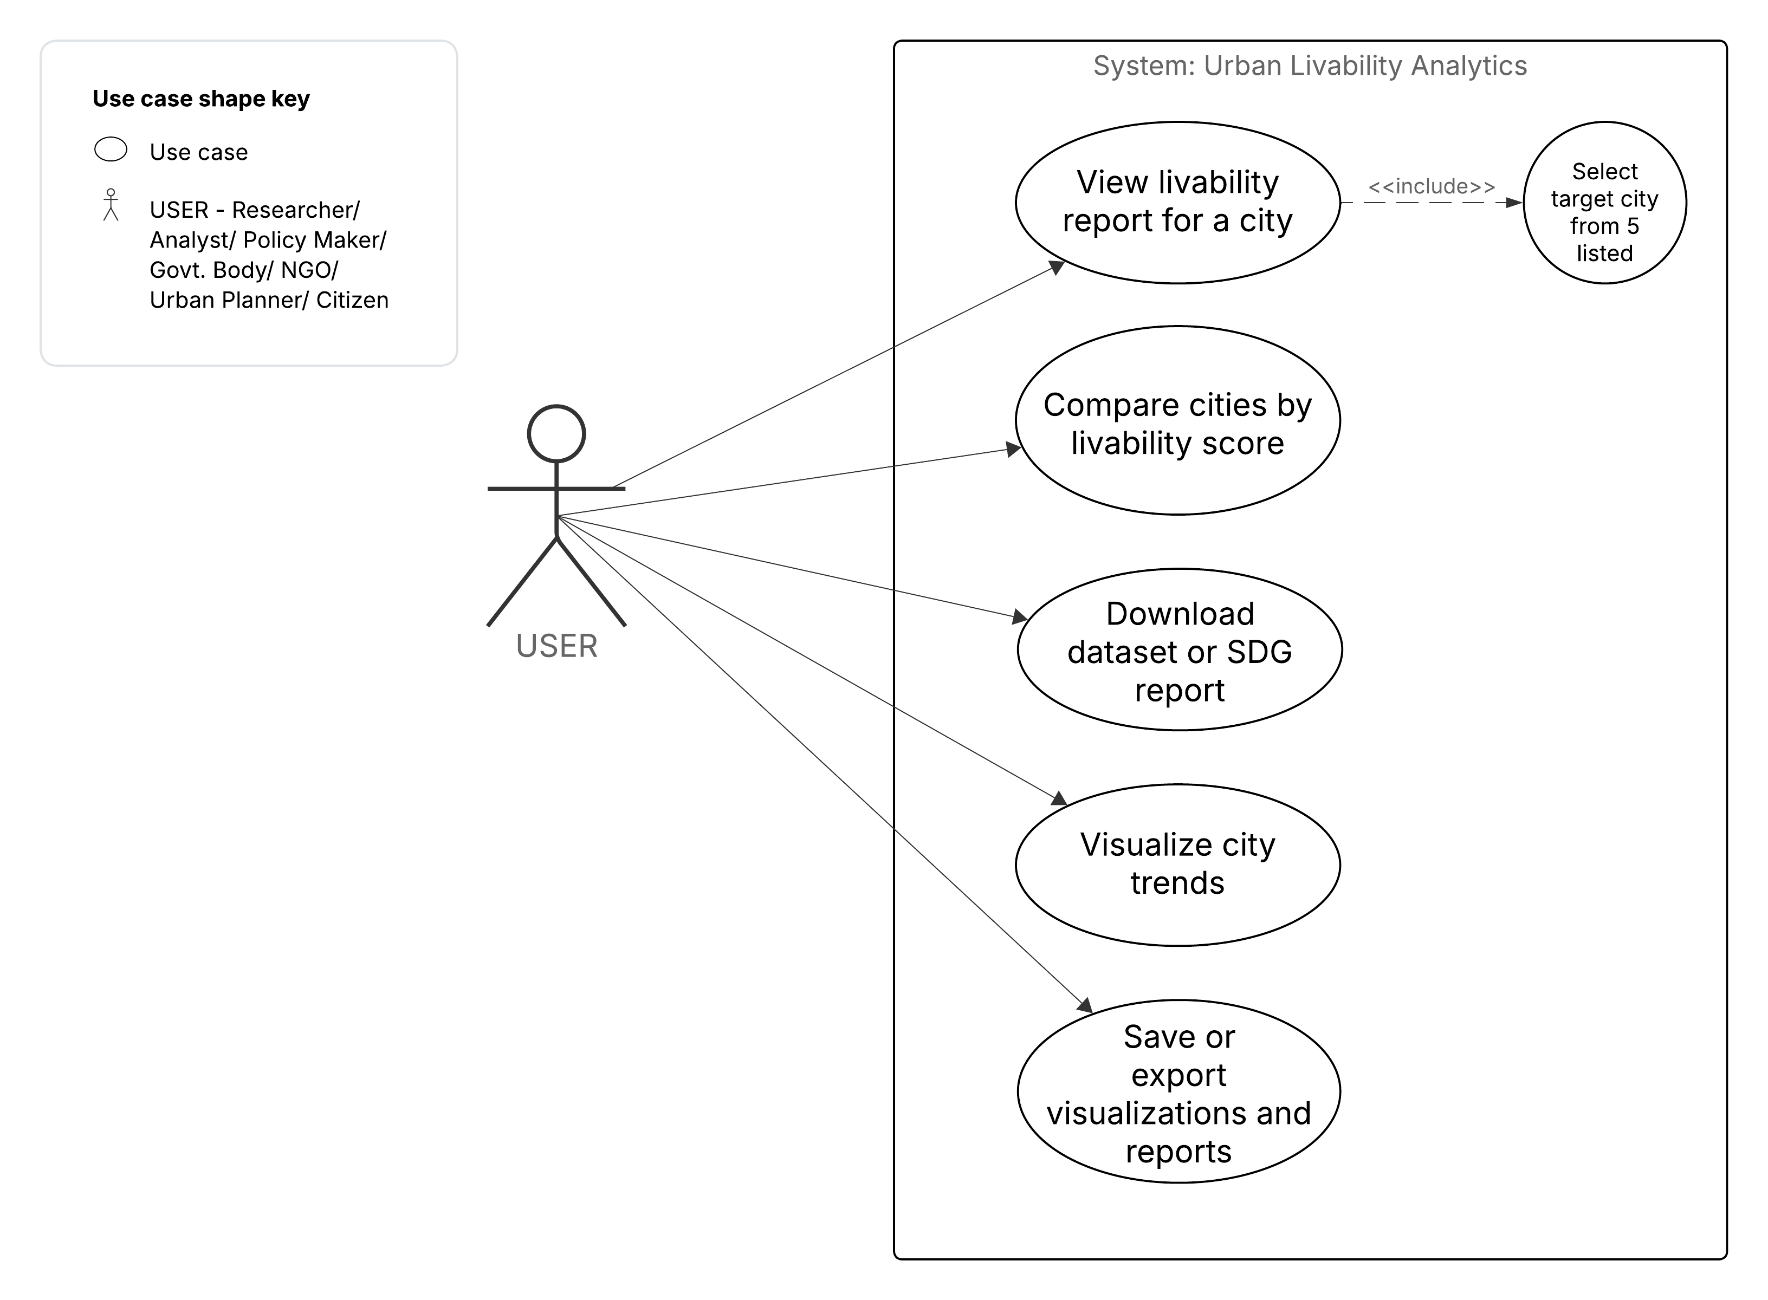 Use case shape key
Use case
USER - Researcher/
Analyst/ Policy Maker/
Govt. Body/ NGO/
Urban Planner/ Citizen
USER
System: Urban Livability Analytics
View livability
report for a city
<<include>>
Select
target city
from 5
listed
Compare cities by
livability score
Download
dataset or SDG
report
Visualize city
trends
Save or
export
visualizations and
reports